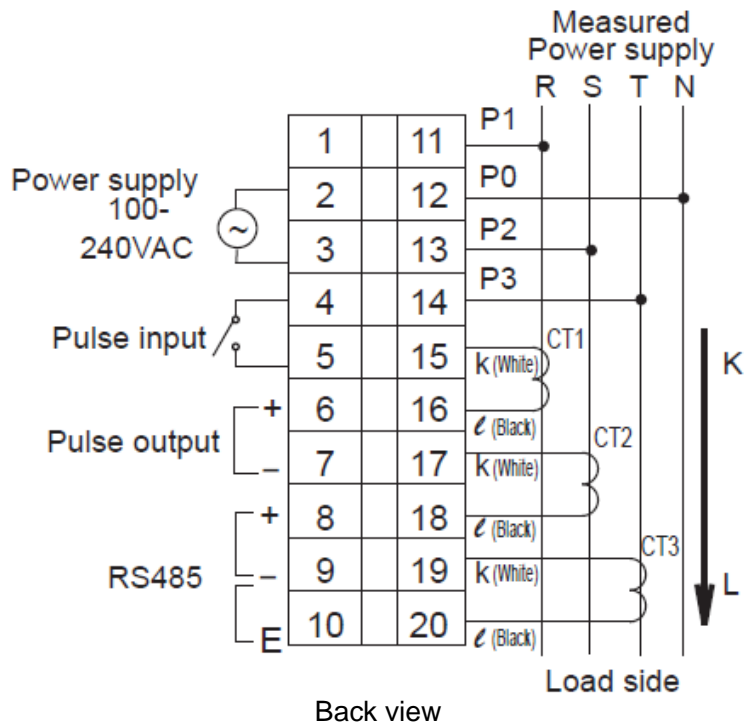 Measured
Power supply
R S T N
P1
1 11
Power supply
100-
240VAC
P0
2 12
~
P2
3 13
P3
4 14
Pulse input
CT1
5 15
k (White)
K
+
6 16
ℓ (Black)
Pulse output
CT2
−
7 17
k (White)
+
8 18
ℓ (Black)
RS485
CT3
−
9 19
k (White)
L
E
10 20
ℓ (Black)
Load side
Back view